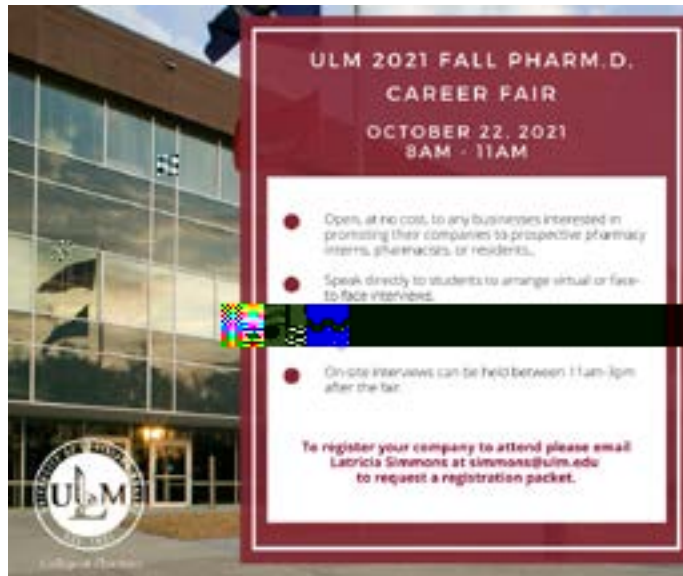 ULM 2021 FALL PHARM.D.
CAREER FAIR
OCTOBER 22, 2021
8AM - 11AM
Open, at no cost, to any businesses interested in
promoting their companies to prospective pharmacy
interns, pharmacists, or residents.
Speak directly to students to arrange virtual or face-
to face interviews.
On-site interviews can be held between 11am-3pm
after the fair.
To register your company to attend please email
Latricia Simmons at simmons@ulm.edu
to request a registration packet.
ULM
College of Pharmacy